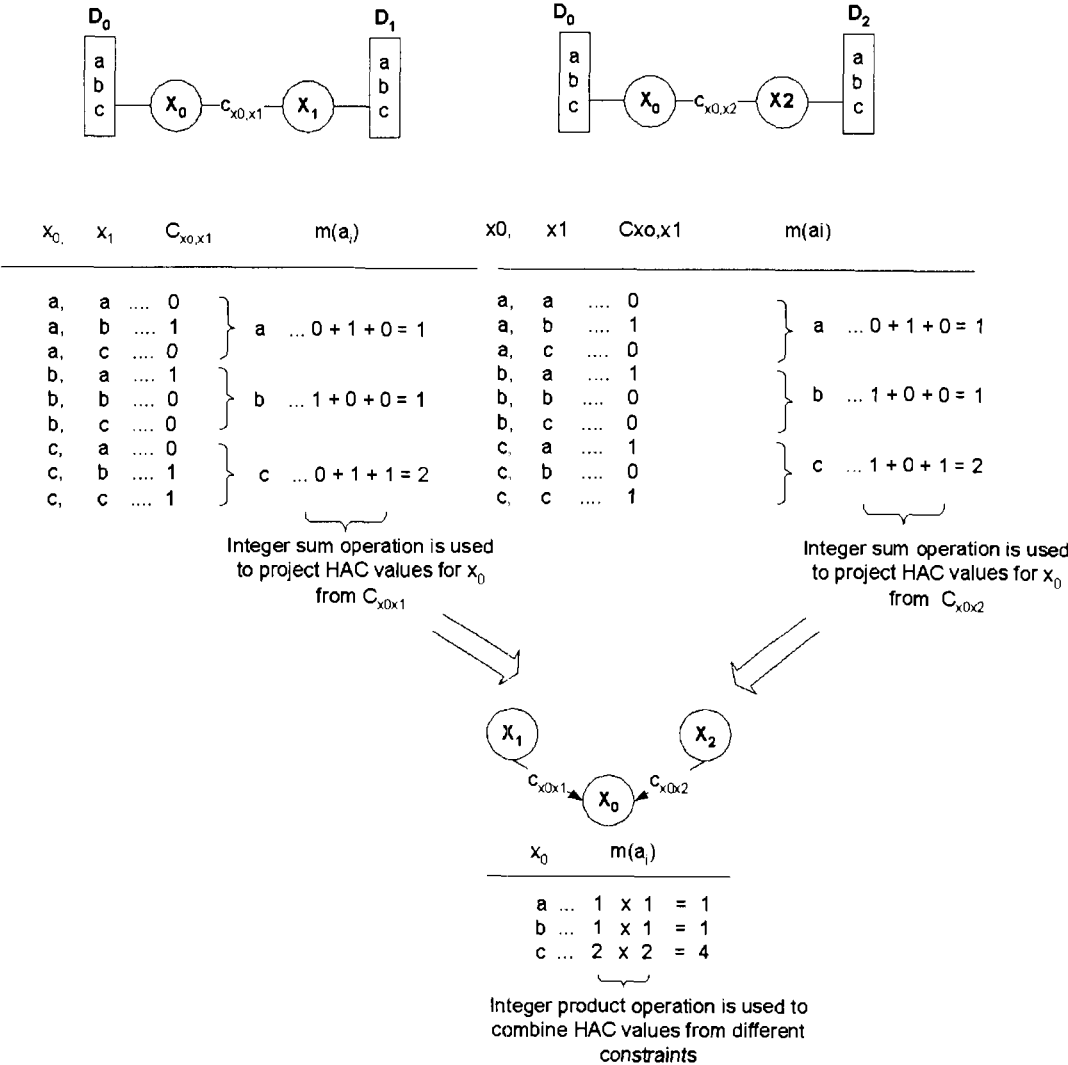 D0 D1
a a
b b
c X0 cx0,x1 X1 c
D0 D2
a a
b b
c X0 cx0,x2 X2 c
x0, x1 Cx0,x1 m(ai)
a, a .... 0
a, b .... 1 a ... 0 + 1 + 0 = 1
a, c .... 0
b, a .... 1
b, b .... 0 b ... 1 + 0 + 0 = 1
b, c .... 0
c, a .... 0
c, b .... 1 c ... 0 + 1 + 1 = 2
c, c .... 1
Integer sum operation is used
to project HAC values for x0
from Cx0x1
x0, x1 Cxo,x1 m(ai)
a, a .... 0
a, b .... 1 a ... 0 + 1 + 0 = 1
a, c .... 0
b, a .... 1
b, b .... 0 b ... 1 + 0 + 0 = 1
b, c .... 0
c, a .... 1
c, b .... 0 c ... 1 + 0 + 1 = 2
c, c .... 1
Integer sum operation is used
to project HAC values for x0
from Cx0x2
X1 X2
cx0x1 X0 cx0x2
x0 m(ai)
a ... 1 x 1 = 1
b ... 1 x 1 = 1
c ... 2 x 2 = 4
Integer product operation is used to
combine HAC values from different
constraints